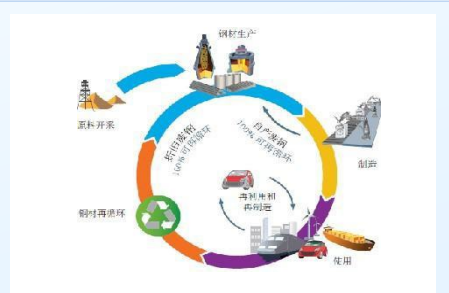 钢材生产
原料开采
折旧废钢
100%可再循环
自产废钢
100%可再循环
制造
再利用和
再制造
钢材再循环
使用